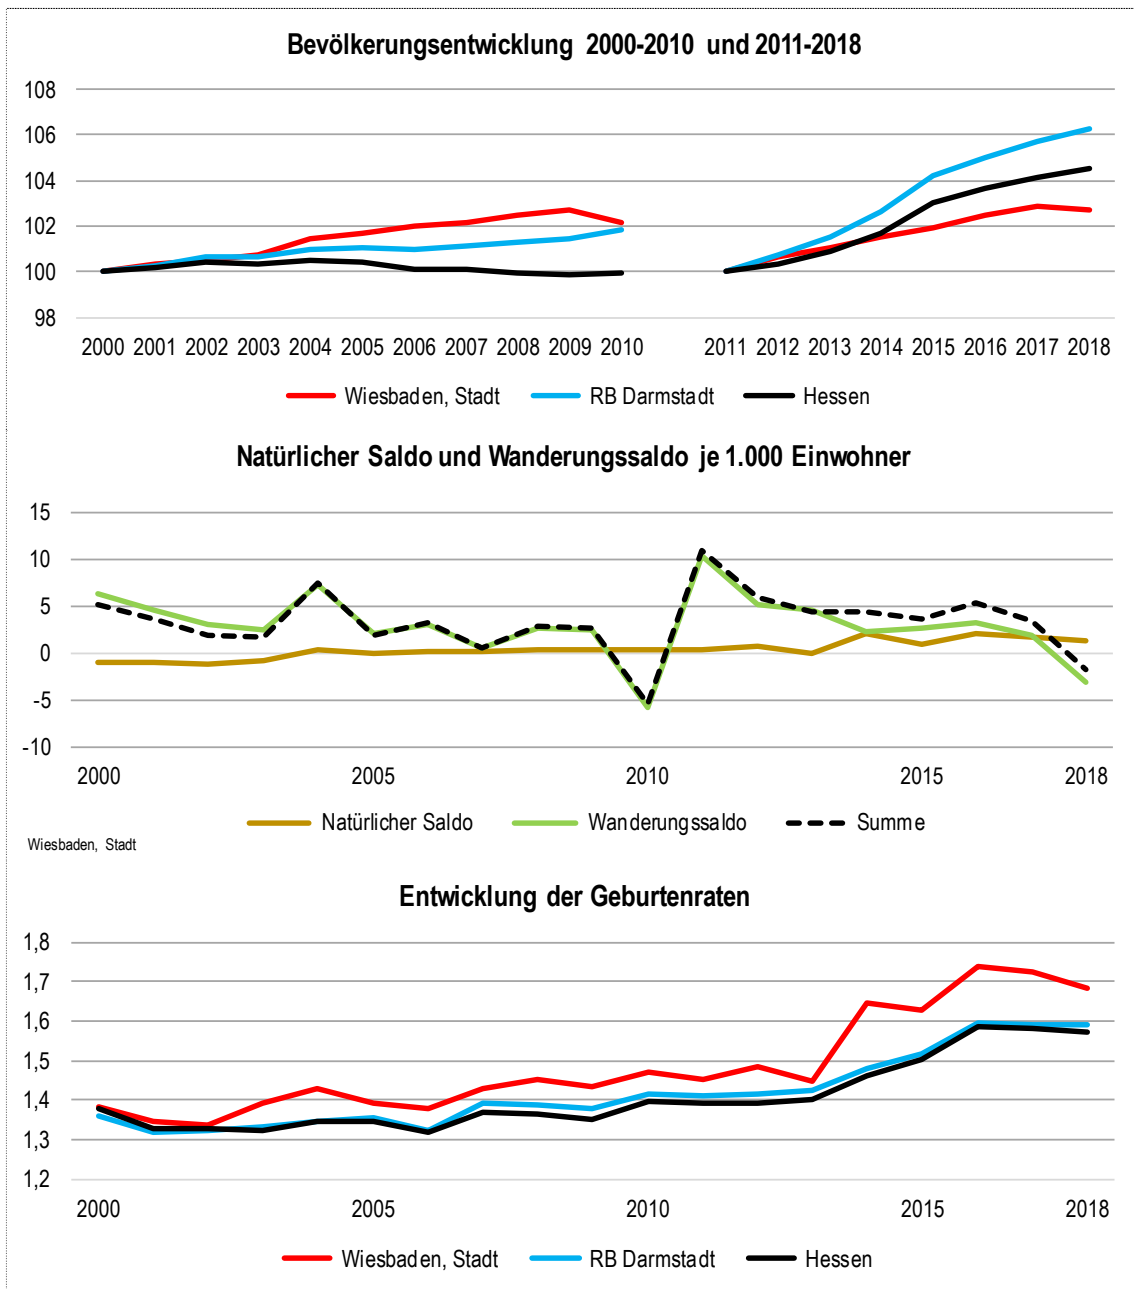 Bevölkerungsentwicklung 2000-2010 und 2011-2018
108
106
104
102
100
98
2000 2001 2002 2003 2004 2005 2006 2007 2008 2009 2010 2011 2012 2013 2014 2015 2016 2017 2018
Wiesbaden, Stadt RB Darmstadt Hessen
Natürlicher Saldo und Wanderungssaldo je 1.000 Einwohner
15
10
5
0
-5
-10
2000 2005 2010 2015 2018
Natürlicher Saldo Wanderungssaldo Summe
Wiesbaden, Stadt
Entwicklung der Geburtenraten
1,8
1,7
1,6
1,5
1,4
1,3
1,2
2000 2005 2010 2015 2018
Wiesbaden, Stadt RB Darmstadt Hessen